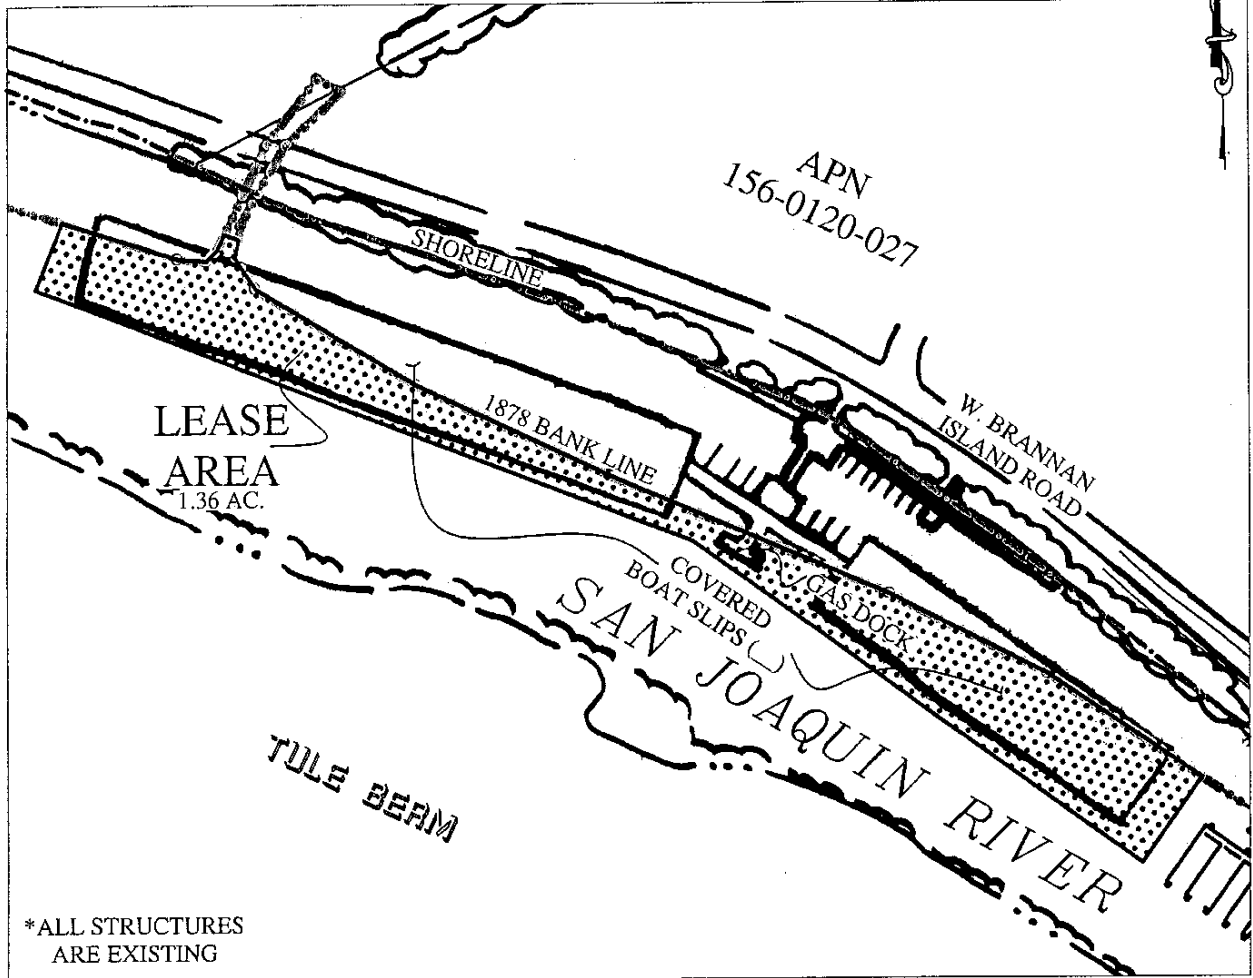 APN
156-0120-027
SHORELINE
W. BRANNAN
ISLAND ROAD
LEASE
AREA
1.36 AC.
1878 BANK LINE
COVERED
BOAT SLIPS
GAS DOCK
SAN JOAQUIN RIVER
TULE BERM
*ALL STRUCTURES
ARE EXISTING